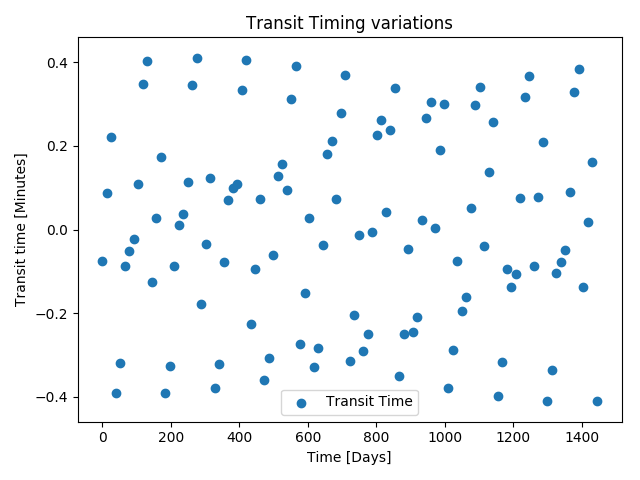 Transit Timing variations
Transit time [Minutes]
0.4
0.2
0.0
−0.2
−0.4
Transit Time
0 200 400 600 800 1000 1200 1400
Time [Days]